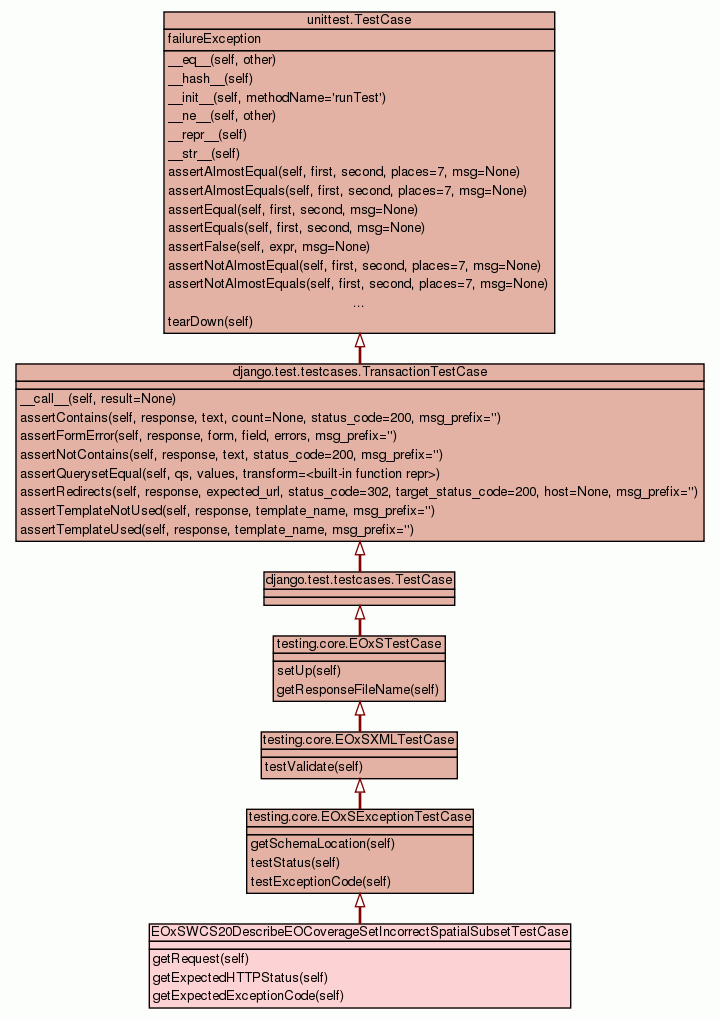 unittest.TestCase
failureException
__eq__(self, other)
__hash__(self)
__init__(self, methodName='runTest')
__ne__(self, other)
__repr__(self)
__str__(self)
assertAlmostEqual(self, first, second, places=7, msg=None)
assertAlmostEquals(self, first, second, places=7, msg=None)
assertEqual(self, first, second, msg=None)
assertEquals(self, first, second, msg=None)
assertFalse(self, expr, msg=None)
assertNotAlmostEqual(self, first, second, places=7, msg=None)
assertNotAlmostEquals(self, first, second, places=7, msg=None)
...
tearDown(self)
django.test.testcases.TransactionTestCase
__call__(self, result=None)
assertContains(self, response, text, count=None, status_code=200, msg_prefix='')
assertFormError(self, response, form, field, errors, msg_prefix='')
assertNotContains(self, response, text, status_code=200, msg_prefix='')
assertQuerysetEqual(self, qs, values, transform=<built-in function repr>)
assertRedirects(self, response, expected_url, status_code=302, target_status_code=200, host=None, msg_prefix='')
assertTemplateNotUsed(self, response, template_name, msg_prefix='')
assertTemplateUsed(self, response, template_name, msg_prefix='')
django.test.testcases.TestCase
testing.core.EOxSTestCase
setUp(self)
getResponseFileName(self)
testing.core.EOxSXMLTestCase
testValidate(self)
testing.core.EOxSExceptionTestCase
getSchemaLocation(self)
testStatus(self)
testExceptionCode(self)
EOxSWCS20DescribeEOCoverageSetIncorrectSpatialSubsetTestCase
getRequest(self)
getExpectedHTTPStatus(self)
getExpectedExceptionCode(self)